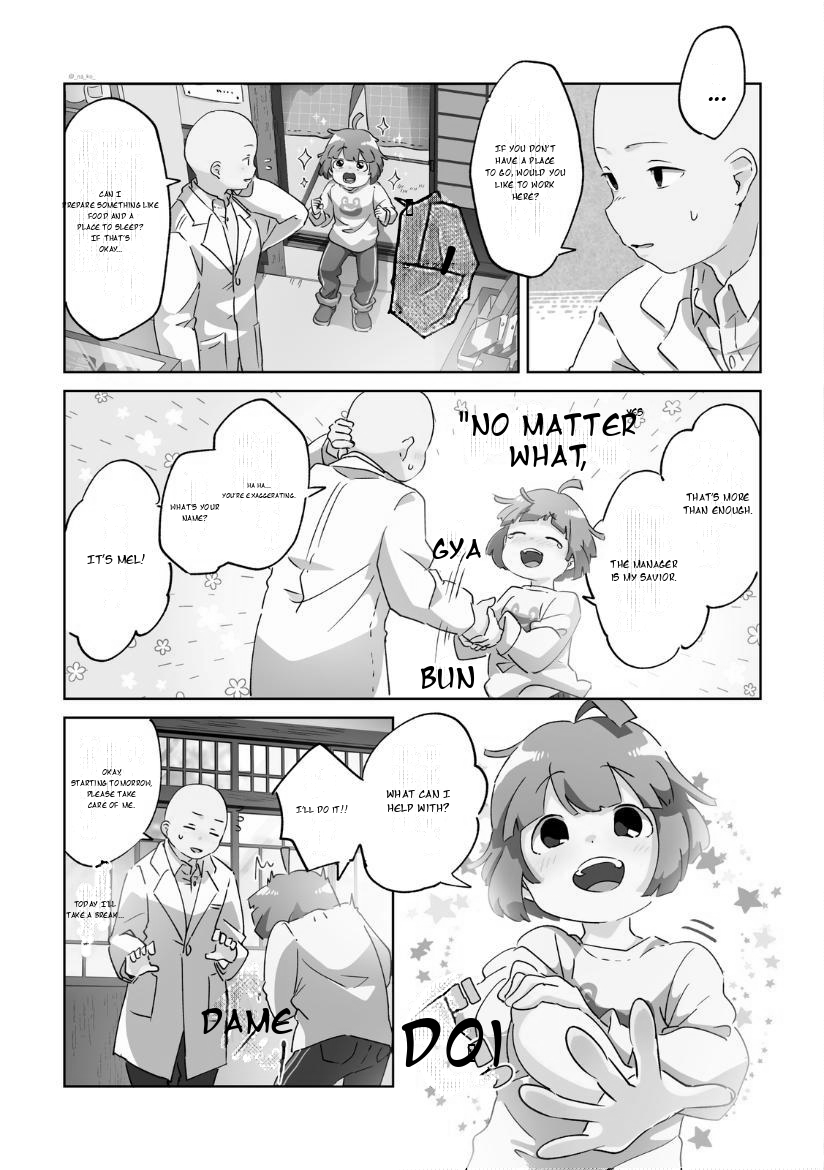 @_na_ko_
...
IF YOU DON'T
HAVE A PLACE
TO GO, WOULD YOU
LIKE TO WORK
HERE?
CAN I
PREPARE SOMETHING LIKE
FOOD AND A
PLACE TO SLEEP?
IF THAT'S
OKAY...
YES
THAT'S MORE
THAN ENOUGH.
THE MANAGER
IS MY SAVIOR.
"NO MATTER
WHAT,
GYA
BUN
HA HA...
YOU'RE EXAGGERATING.
WHAT'S YOUR
NAME?
IT'S MEL!
WHAT CAN I
HELP WITH?
I'LL DO IT!!
DOI
OKAY,
STARTING TOMORROW,
PLEASE TAKE
CARE OF ME.
TODAY I'LL
TAKE A BREAK...
DAME